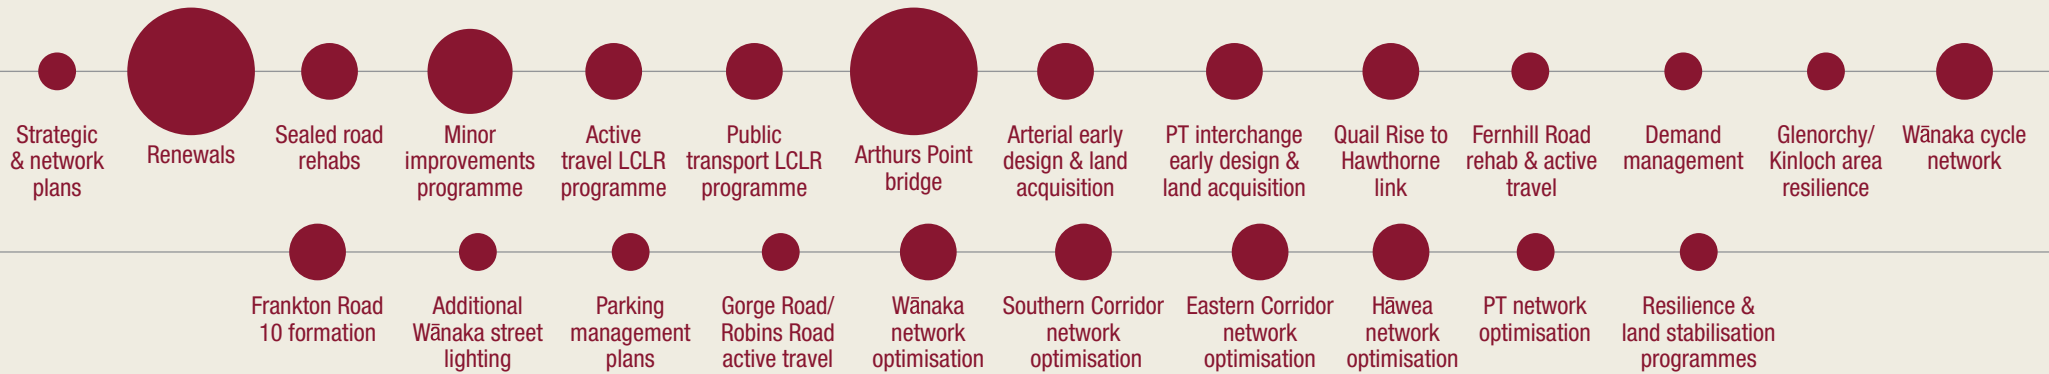 Strategic
& network
plans
Renewals
Sealed road
rehabs
Minor
improvements
programme
Active
travel LCLR
programme
Public
transport LCLR
programme
Arthurs Point
bridge
Arterial early
design & land
acquisition
PT interchange
early design &
land acquisition
Quail Rise to
Hawthorne
link
Fernhill Road
rehab & active
travel
Demand
management
Glenorchy/
Kinloch area
resilience
Wānaka cycle
network
Frankton Road
10 formation
Additional
Wānaka street
lighting
Parking
management
plans
Gorge Road/
Robins Road
active travel
Wānaka
network
optimisation
Southern Corridor
network
optimisation
Eastern Corridor
network
optimisation
Hāwea
network
optimisation
PT network
optimisation
Resilience &
land stabilisation
programmes